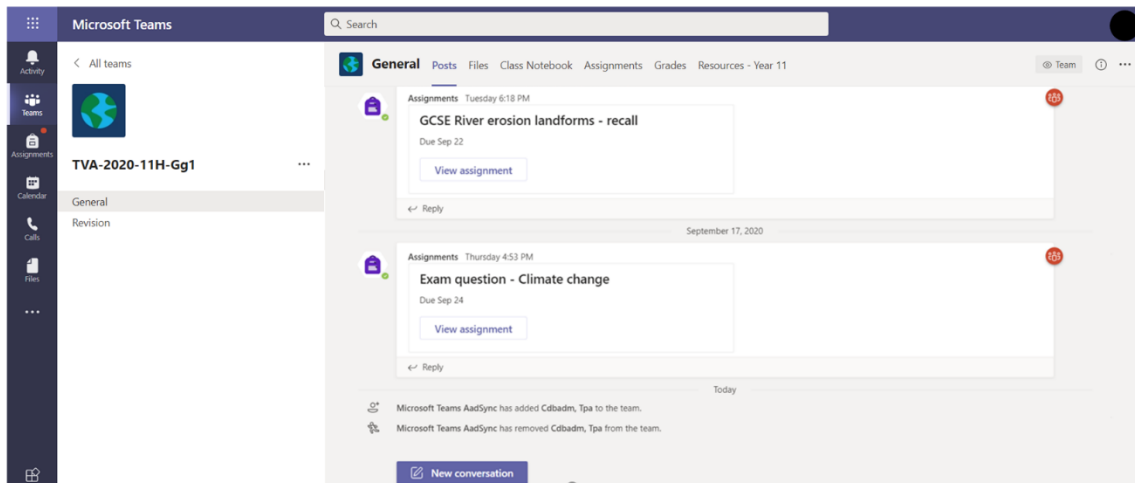 Microsoft Teams
Search
Activity
Teams
Assignments
Calendar
Calls
Files
All teams
TVA-2020-11H-Gg1
General
Revision
General Posts Files Class Notebook Assignments Grades Resources - Year 11
Team
Assignments Tuesday 6:18 PM
GCSE River erosion landforms - recall
Due Sep 22
View assignment
Reply
September 17, 2020
Assignments Thursday 4:53 PM
Exam question - Climate change
Due Sep 24
View assignment
Reply
Today
Microsoft Teams AadSync has added Cdbadm, Tpa to the team.
Microsoft Teams AadSync has removed Cdbadm, Tpa from the team.
New conversation